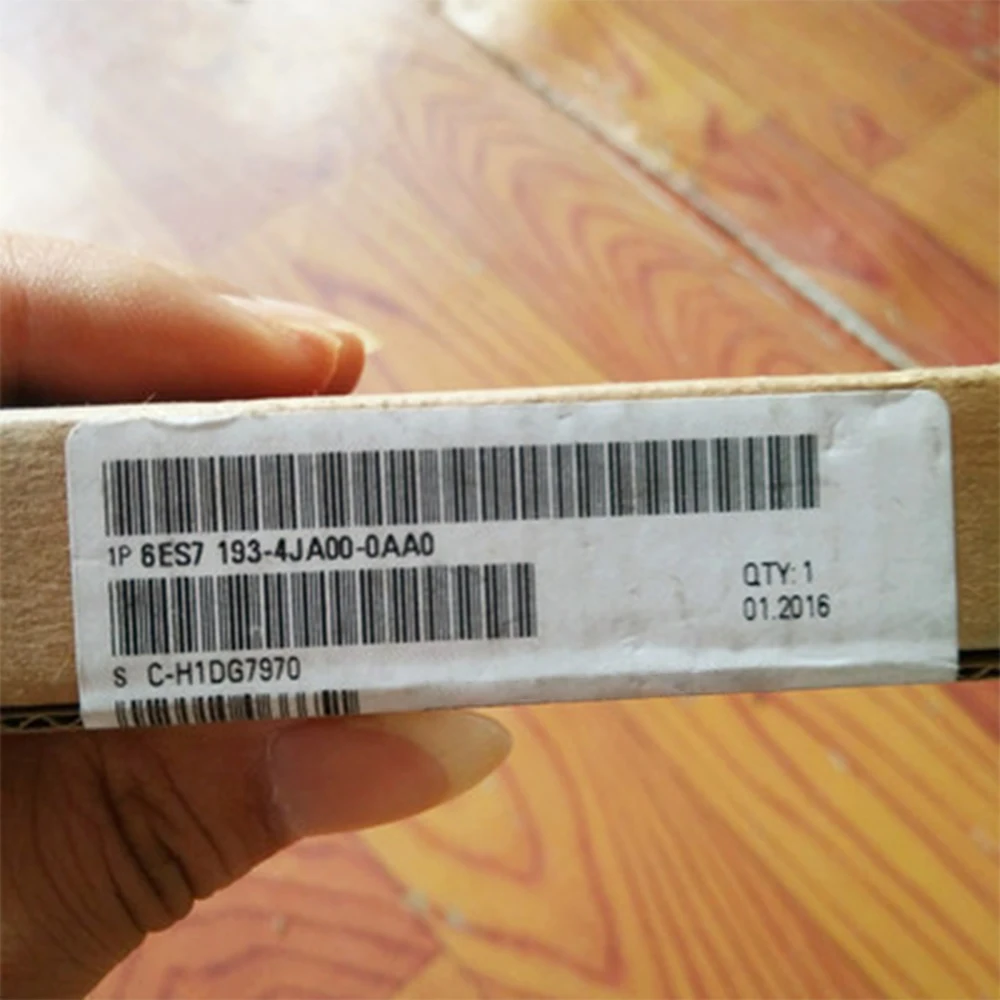 1P 6ES7 193-4JA00-0AA0
QTY: 1
01.2016
S C-H1DG7970